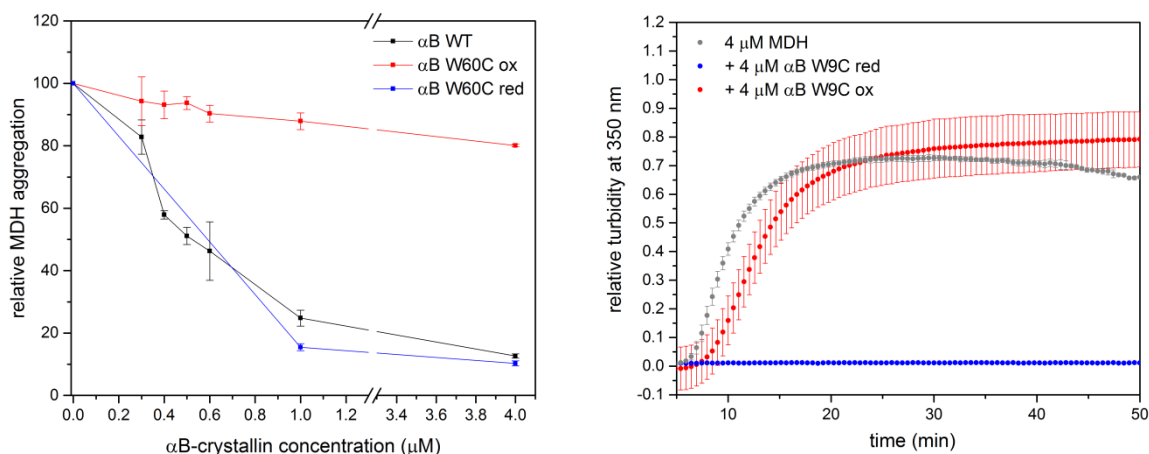 120
100
80
60
40
20
0
relative MDH aggregation
αB WT
αB W60C ox
αB W60C red
0.0 0.2 0.4 0.6 0.8 1.0 1.2 3.4 3.6 3.8 4.0
αB-crystallin concentration (μM)
1.2
1.1
1.0
0.9
0.8
0.7
0.6
0.5
0.4
0.3
0.2
0.1
0.0
-0.1
relative turbidity at 350 nm
4 μM MDH
+ 4 μM αB W9C red
+ 4 μM αB W9C ox
10 20 30 40 50
time (min)